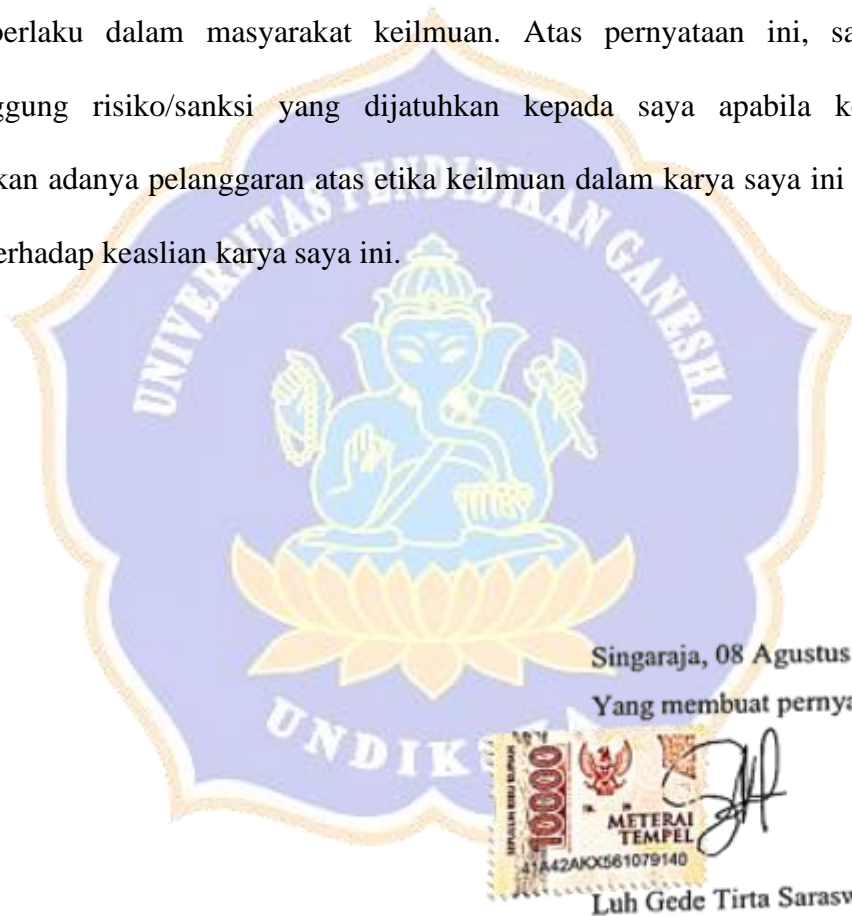 erlaku dalam masyarakat keilmuan. Atas pernyataan ini, sa
ggung risiko/sanksi yang dijatuhkan kepada saya apabila k
kan adanya pelanggaran atas etika keilmuan dalam karya saya ini
erhadap keaslian karya saya ini.
UNIVERSITAS PENDIDIKAN GANESHA
Singaraja, 08 Agustus
Yang membuat pernya
UNDIK
10000
METERAI
TEMPEL
41A42AKX561079140
Luh Gede Tirta Sarasw